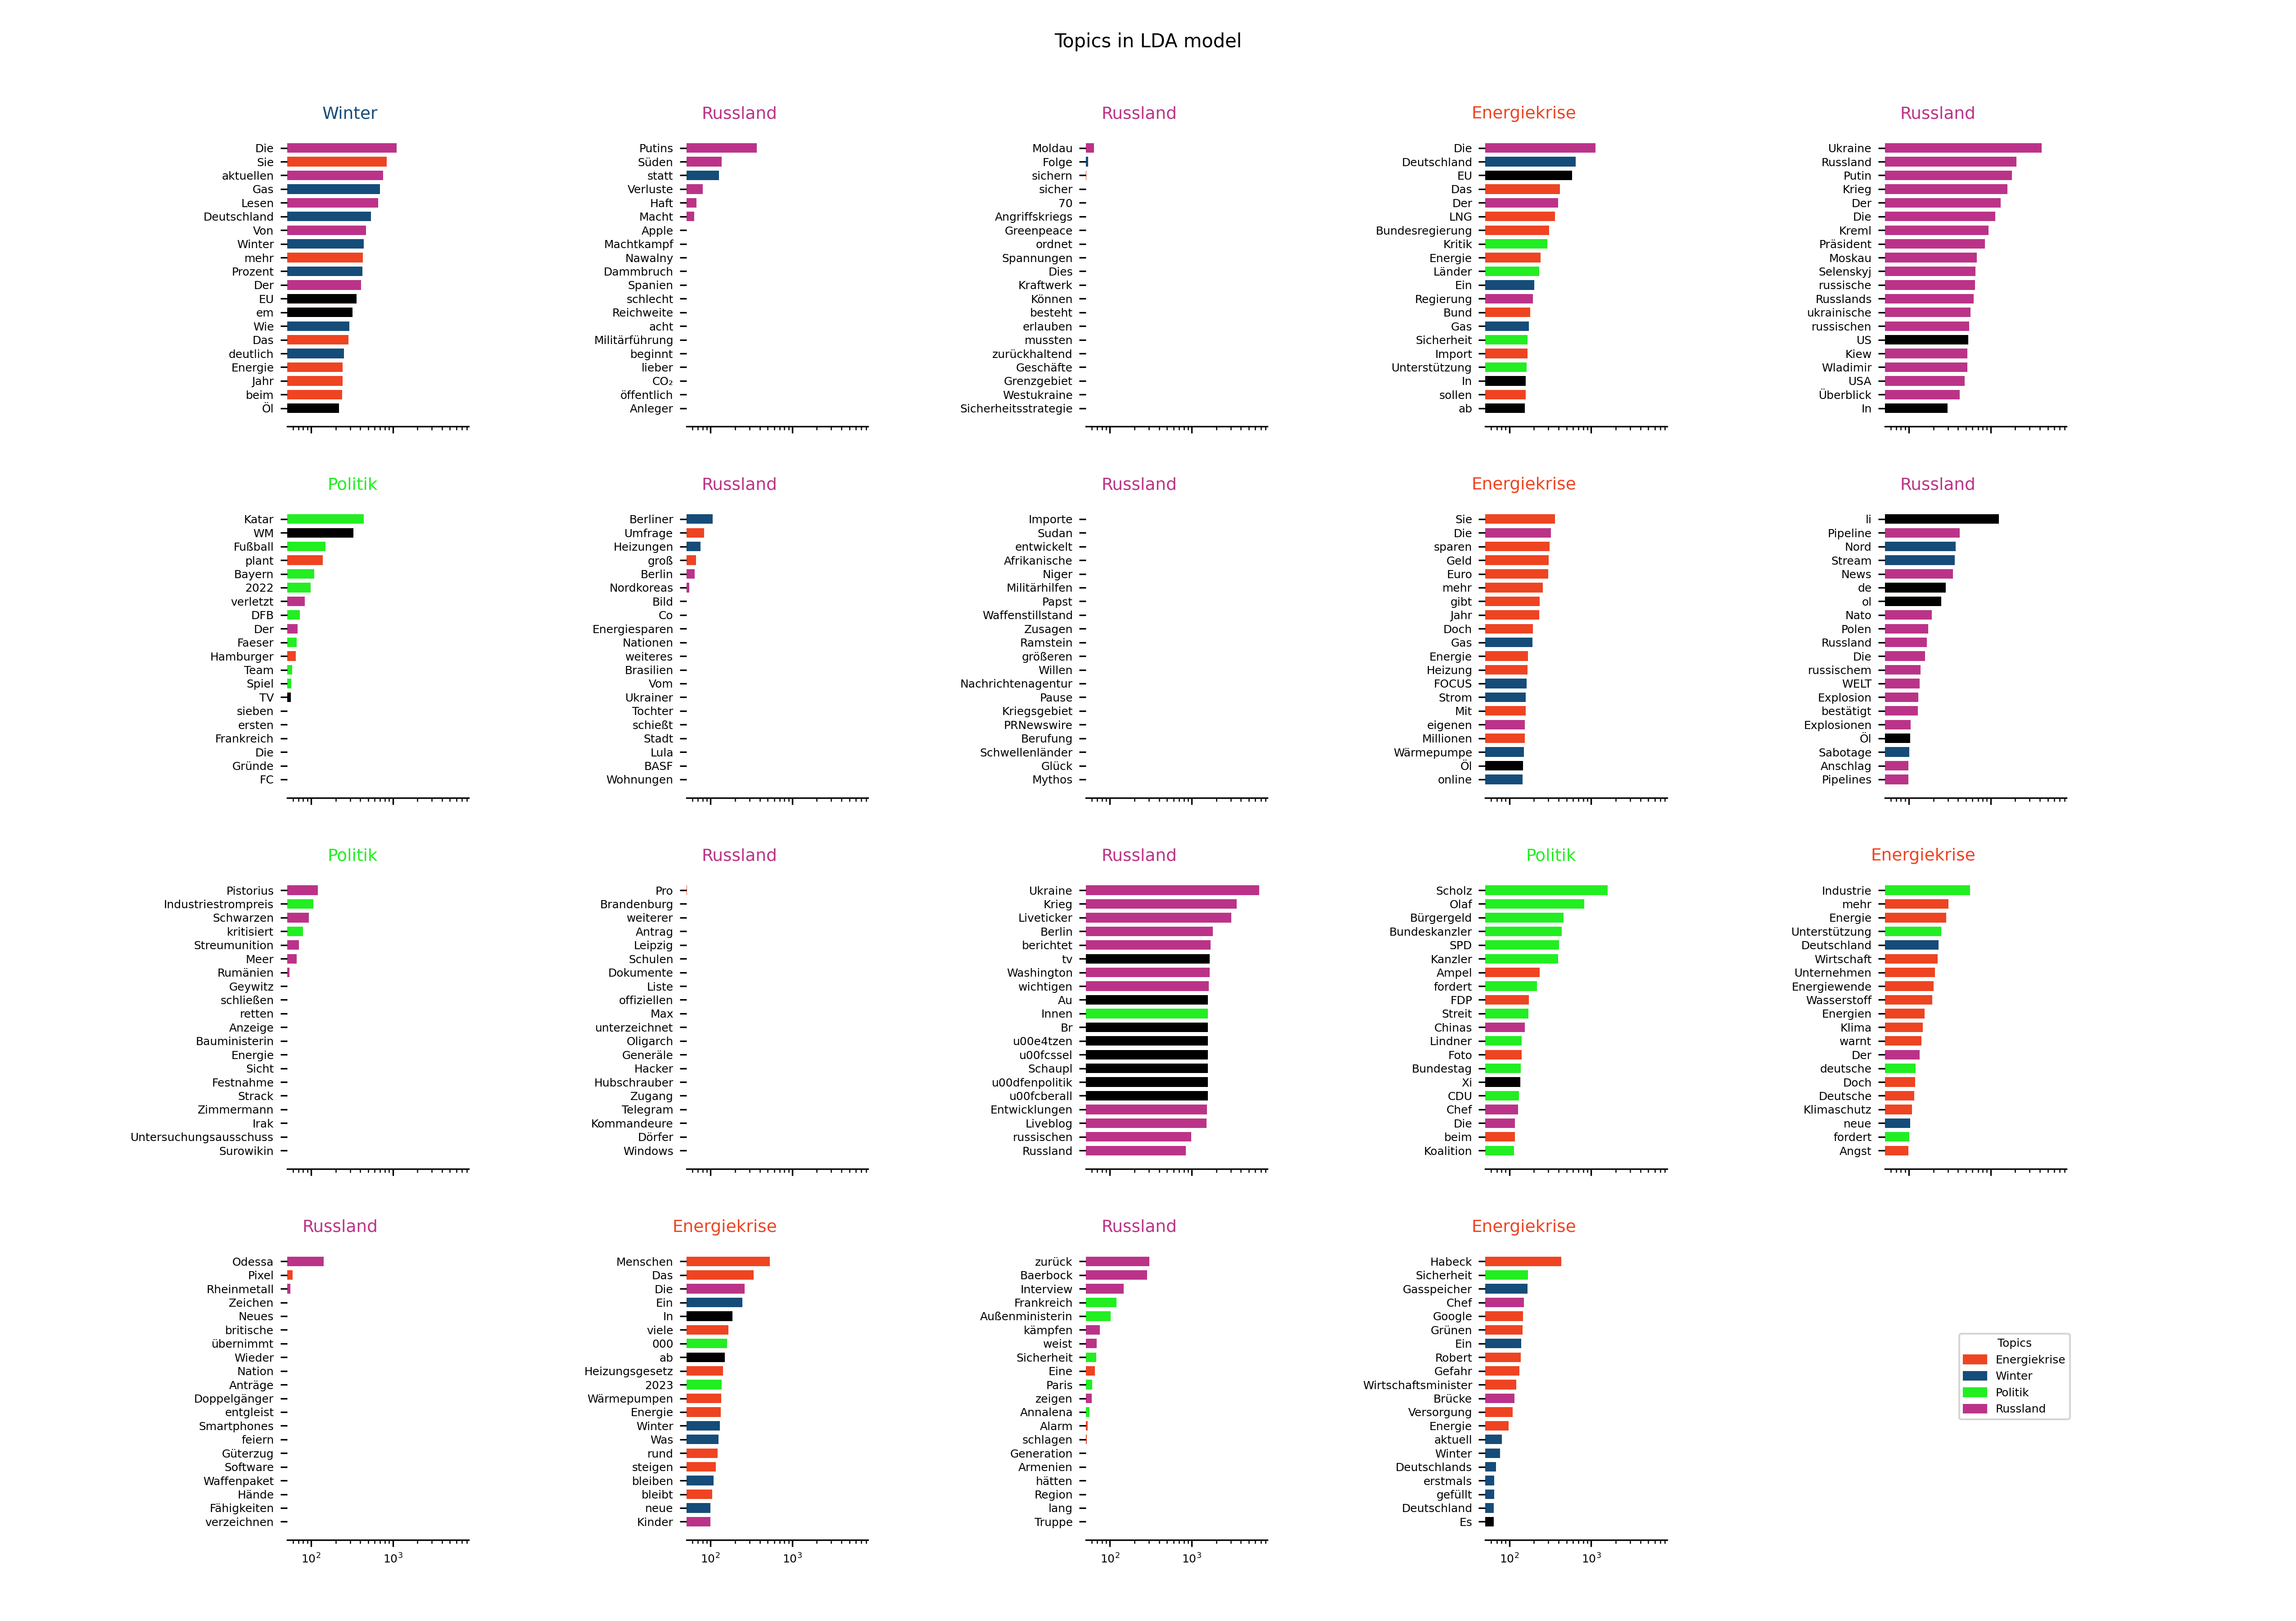 Topics in LDA model
Winter
Die
Sie
aktuellen
Gas
Lesen
Deutschland
Von
Winter
mehr
Prozent
Der
EU
em
Wie
Das
deutlich
Energie
Jahr
beim
Öl
Russland
Putins
Süden
statt
Verluste
Haft
Macht
Apple
Machtkampf
Nawalny
Dammbruch
Spanien
schlecht
Reichweite
acht
Militärführung
beginnt
lieber
CO₂
öffentlich
Anleger
Russland
Moldau
Folge
sichern
sicher
70
Angriffskriegs
Greenpeace
ordnet
Spannungen
Dies
Kraftwerk
Können
besteht
erlauben
mussten
zurückhaltend
Geschäfte
Grenzgebiet
Westukraine
Sicherheitsstrategie
Energiekrise
Die
Deutschland
EU
Das
Der
LNG
Bundesregierung
Kritik
Energie
Länder
Ein
Regierung
Bund
Gas
Sicherheit
Import
Unterstützung
In
sollen
ab
Russland
Ukraine
Russland
Putin
Krieg
Der
Die
Kreml
Präsident
Moskau
Selenskyj
russische
Russlands
ukrainische
russischen
US
Kiew
Wladimir
USA
Überblick
In
Politik
Katar
WM
Fußball
plant
Bayern
2022
verletzt
DFB
Der
Faeser
Hamburger
Team
Spiel
TV
sieben
ersten
Frankreich
Die
Gründe
FC
Russland
Berliner
Umfrage
Heizungen
groß
Berlin
Nordkoreas
Bild
Co
Energiesparen
Nationen
weiteres
Brasilien
Vom
Ukrainer
Tochter
schießt
Stadt
Lula
BASF
Wohnungen
Russland
Importe
Sudan
entwickelt
Afrikanische
Niger
Militärhilfen
Papst
Waffenstillstand
Zusagen
Ramstein
größeren
Willen
Nachrichtenagentur
Pause
Kriegsgebiet
PRNewswire
Berufung
Schwellenländer
Glück
Mythos
Energiekrise
Sie
Die
sparen
Geld
Euro
mehr
gibt
Jahr
Doch
Gas
Energie
Heizung
FOCUS
Strom
Mit
eigenen
Millionen
Wärmepumpe
Öl
online
Russland
li
Pipeline
Nord
Stream
News
de
ol
Nato
Polen
Russland
Die
russischem
WELT
Explosion
bestätigt
Explosionen
Öl
Sabotage
Anschlag
Pipelines
Politik
Pistorius
Industriestrompreis
Schwarzen
kritisiert
Streumunition
Meer
Rumänien
Geywitz
schließen
retten
Anzeige
Bauministerin
Energie
Sicht
Festnahme
Strack
Zimmermann
Irak
Untersuchungsausschuss
Surowikin
Russland
Pro
Brandenburg
weiterer
Antrag
Leipzig
Schulen
Dokumente
Liste
offiziellen
Max
unterzeichnet
Oligarch
Generäle
Hacker
Hubschrauber
Zugang
Telegram
Kommandeure
Dörfer
Windows
Russland
Ukraine
Krieg
Liveticker
Berlin
berichtet
tv
Washington
wichtigen
Au
Innen
Br
u00e4tzen
u00fcssel
Schaupl
u00dfenpolitik
u00fcberall
Entwicklungen
Liveblog
russischen
Russland
Politik
Scholz
Olaf
Bürgergeld
Bundeskanzler
SPD
Kanzler
Ampel
fordert
FDP
Streit
Chinas
Lindner
Foto
Bundestag
Xi
CDU
Chef
Die
beim
Koalition
Energiekrise
Industrie
mehr
Energie
Unterstützung
Deutschland
Wirtschaft
Unternehmen
Energiewende
Wasserstoff
Energien
Klima
warnt
Der
deutsche
Doch
Deutsche
Klimaschutz
neue
fordert
Angst
Russland
Odessa
Pixel
Rheinmetall
Zeichen
Neues
britische
übernimmt
Wieder
Nation
Anträge
Doppelgänger
entgleist
Smartphones
feiern
Güterzug
Software
Waffenpaket
Hände
Fähigkeiten
verzeichnen
10² 10³
Energiekrise
Menschen
Das
Die
Ein
In
viele
000
ab
Heizungsgesetz
2023
Wärmepumpen
Energie
Winter
Was
rund
steigen
bleiben
bleibt
neue
Kinder
10² 10³
Russland
zurück
Baerbock
Interview
Frankreich
Außenministerin
kämpfen
weist
Sicherheit
Eine
Paris
zeigen
Annalena
Alarm
schlagen
Generation
Armenien
hätten
Region
lang
Truppe
10² 10³
Energiekrise
Habeck
Sicherheit
Gasspeicher
Chef
Google
Grünen
Ein
Robert
Gefahr
Wirtschaftsminister
Brücke
Versorgung
Energie
aktuell
Winter
Deutschlands
erstmals
gefüllt
Deutschland
Es
10² 10³
Topics
Energiekrise
Winter
Politik
Russland